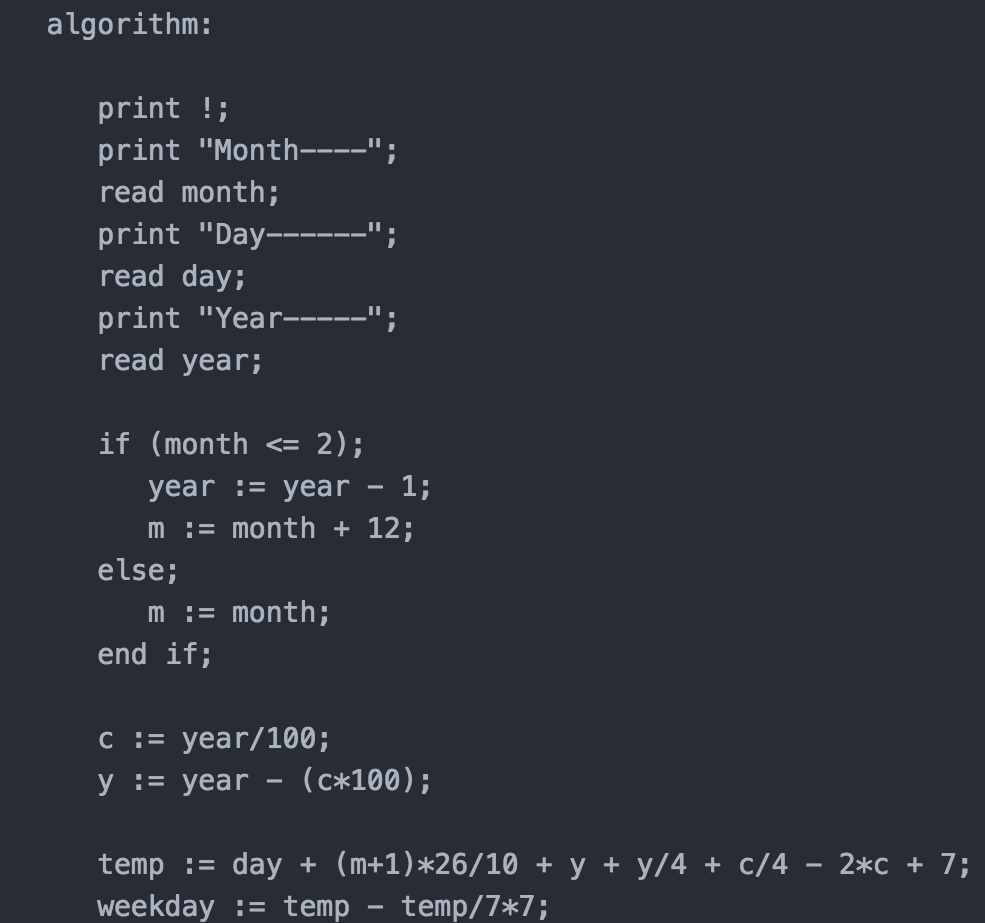 algorithm:
print !;
print "Month----";
read month;
print "Day------";
read day;
print "Year-----";
read year;
if (month <= 2);
year := year - 1;
m := month + 12;
else;
m := month;
end if;
c := year/100;
y := year - (c*100);
temp := day + (m+1)*26/10 + y + y/4 + c/4 - 2*c + 7;
weekday := temp - temp/7*7;